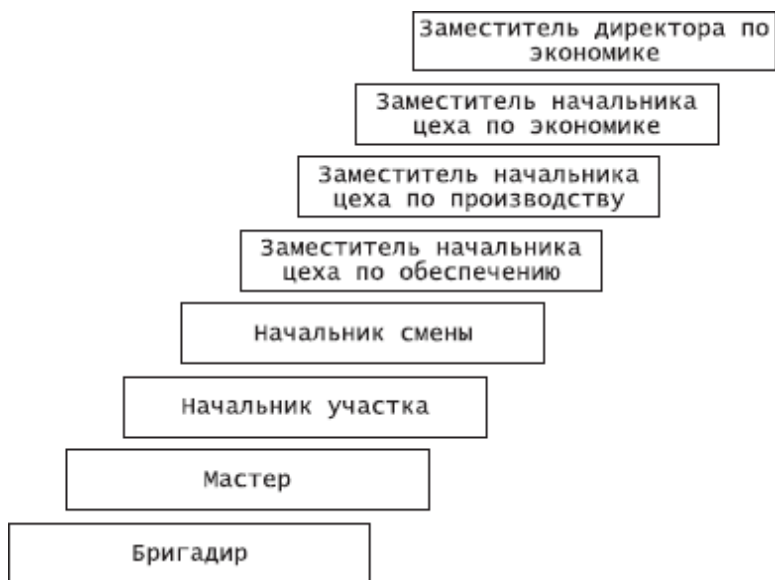 Заместитель директора по
экономике
Заместитель начальника
цеха по экономике
Заместитель начальника
цеха по производству
Заместитель начальника
цеха по обеспечению
Начальник смены
Начальник участка
Мастер
Бригадир